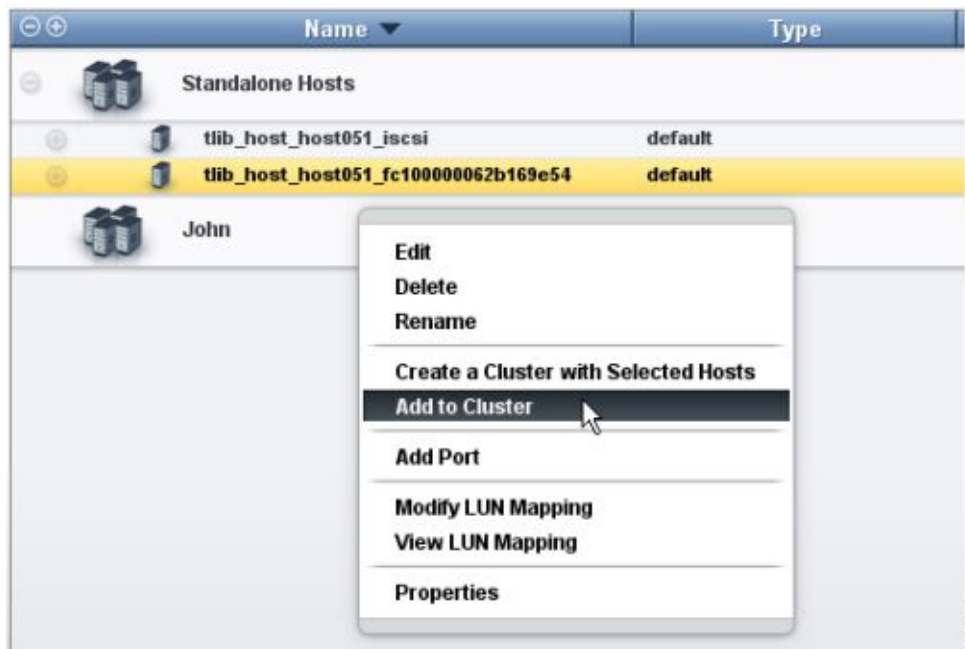 Name Type
Standalone Hosts
tlib_host_host051_iscsi default
tlib_host_host051_fc100000062b169e54 default
John
Edit
Delete
Rename
Create a Cluster with Selected Hosts
Add to Cluster
Add Port
Modify LUN Mapping
View LUN Mapping
Properties